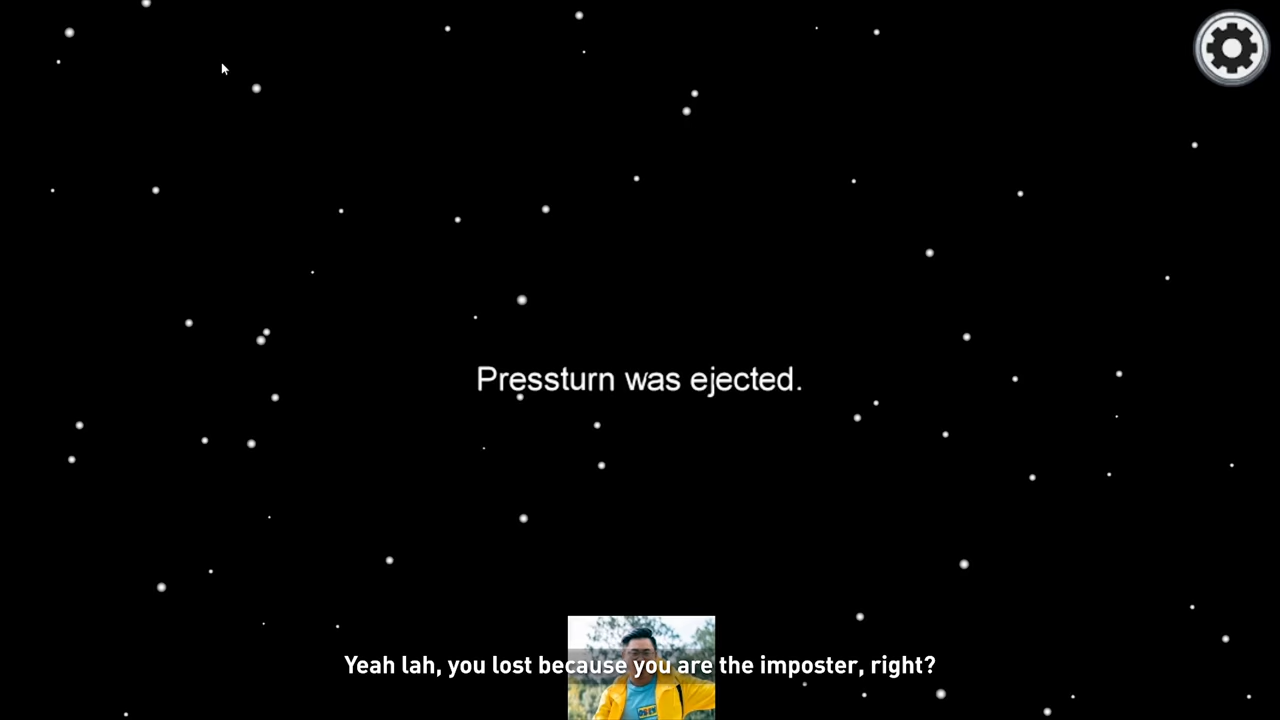 Pressturn was ejected.
Yeah lah, you lost because you are the imposter, right?